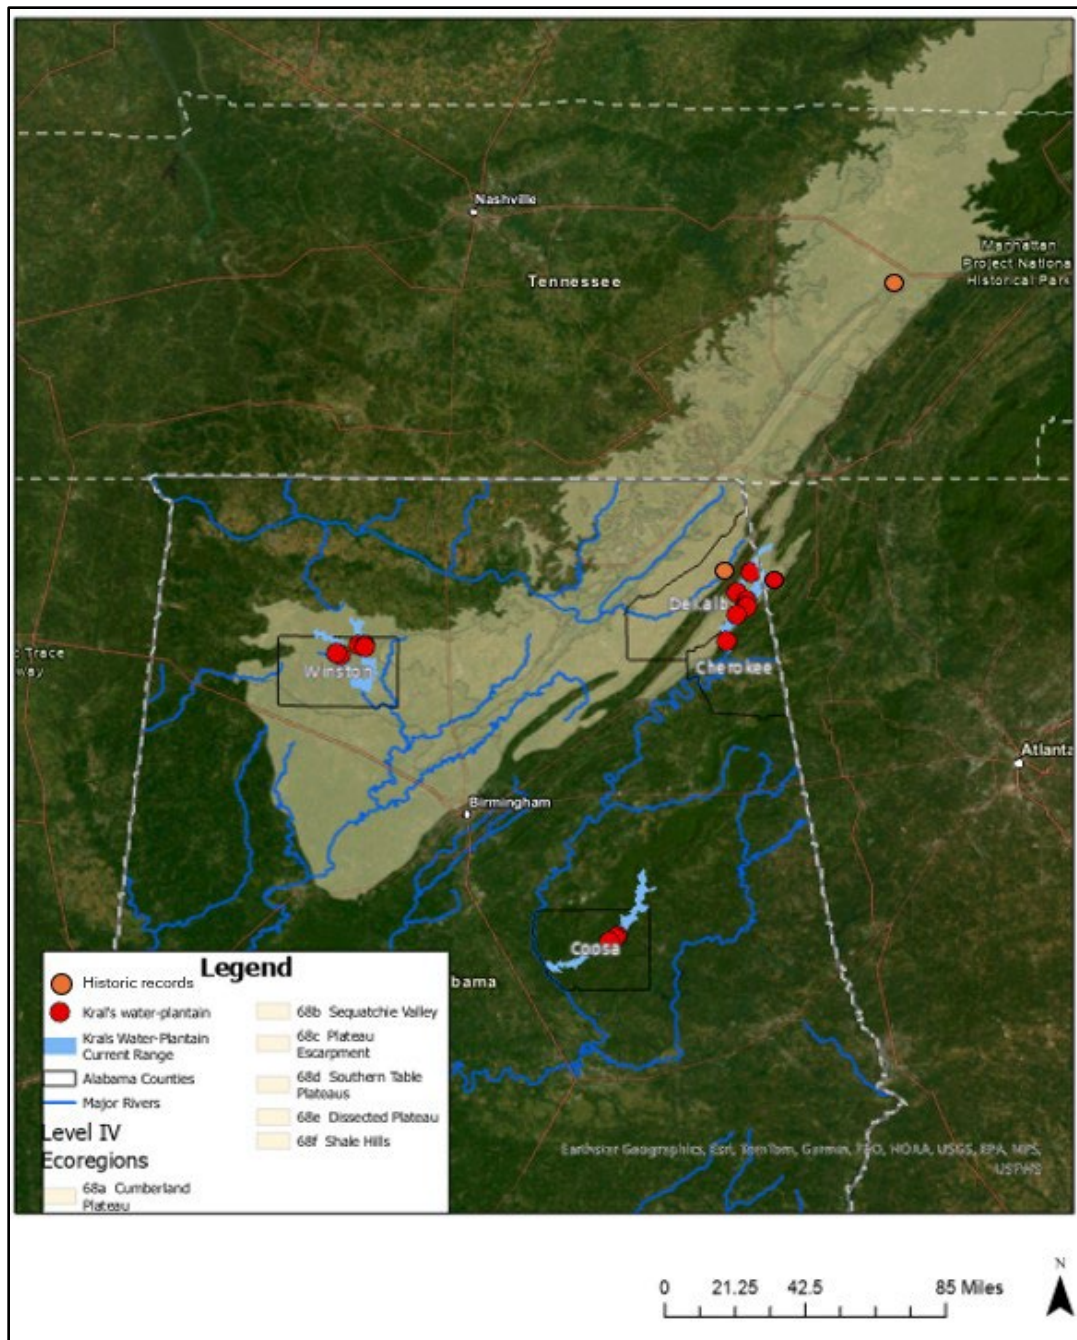 Nashville
Tennessee
Manhattan
Project National
Historical Park
Trace
way
Dekalb
Winston
Cherokee
Atlanta
Birmingham
Coosa
bama
Legend
Historic records
Kral's water-plantain
Krals Water-Plantain
Current Range
Alabama Counties
Major Rivers
Level IV
Ecoregions
68a Cumberland
Plateau
68b Sequatchie Valley
68c Plateau
Escarpment
68d Southern Table
Plateaus
68e Dissected Plateau
68f Shale Hills
Earthstar Geographics, Esri, TomTom, Garmin, FAO, NOAA, USGS, EPA, NPS,
USFWS
N
0 21.25 42.5 85 Miles